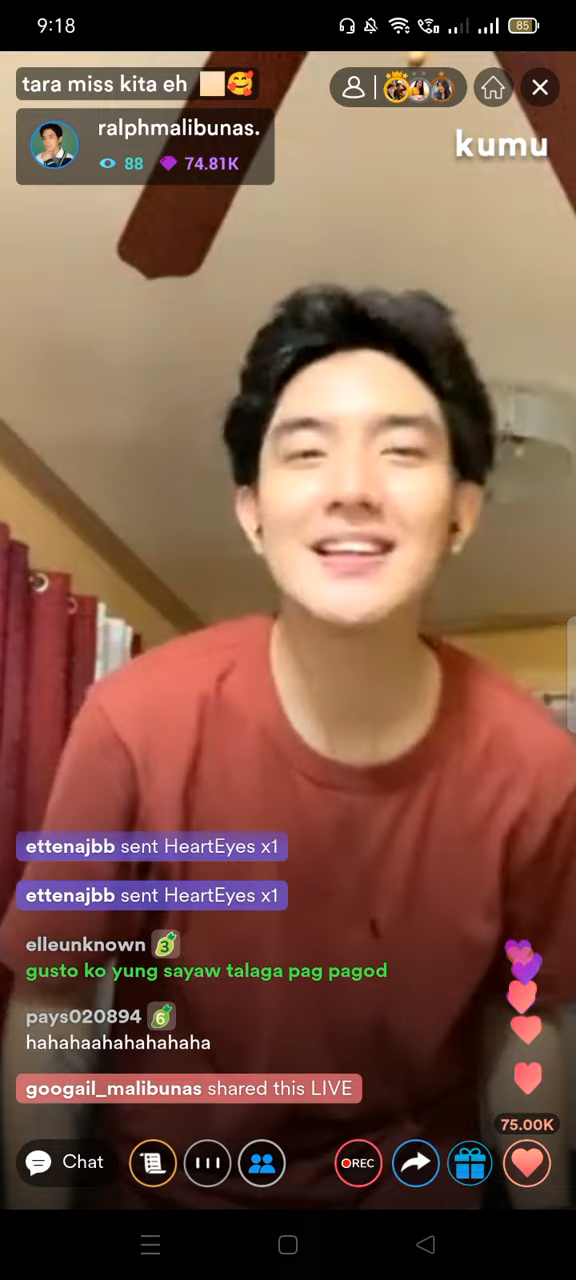 9:18
85
tara miss kita eh
ralphmalibunas.
88 74.81K
kumu
ettenajbb sent HeartEyes x1
ettenajbb sent HeartEyes x1
elleunknown 3
gusto ko yung sayaw talaga pag pagod
pays020894 6
hahahaahahahahaha
googail_malibunas shared this LIVE
75.00K
Chat
REC